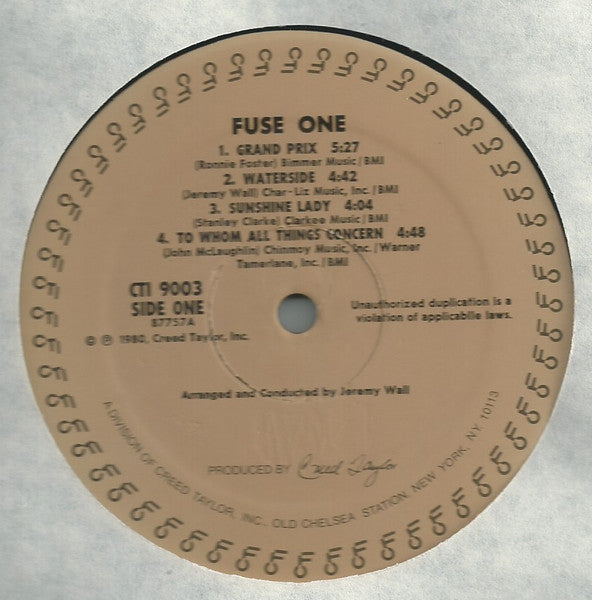 FUSE ONE
1. GRAND PRIX 5:27
(Ronnie Foster) Bimmer Music/BMI
2. WATERSIDE 4:42
(Jeremy Wall) Char-Liz Music, Inc./BMI
3. SUNSHINE LADY 4:04
(Stanley Clarke) Clarkee Music/BMI
4. TO WHOM ALL THINGS CONCERN 4:48
(John McLaughlin) Chinmoy Music, Inc./Warner
Tamerlane, Inc./BMI
CTI 9003
SIDE ONE
87757A
© ℗ 1980, Creed Taylor, Inc.
Unauthorized duplication is a
violation of applicable laws.
Arranged and Conducted by Jeremy Wall
PRODUCED BY Creed Taylor
A DIVISION OF CREED TAYLOR, INC., OLD CHELSEA STATION, NEW YORK, N.Y. 10113